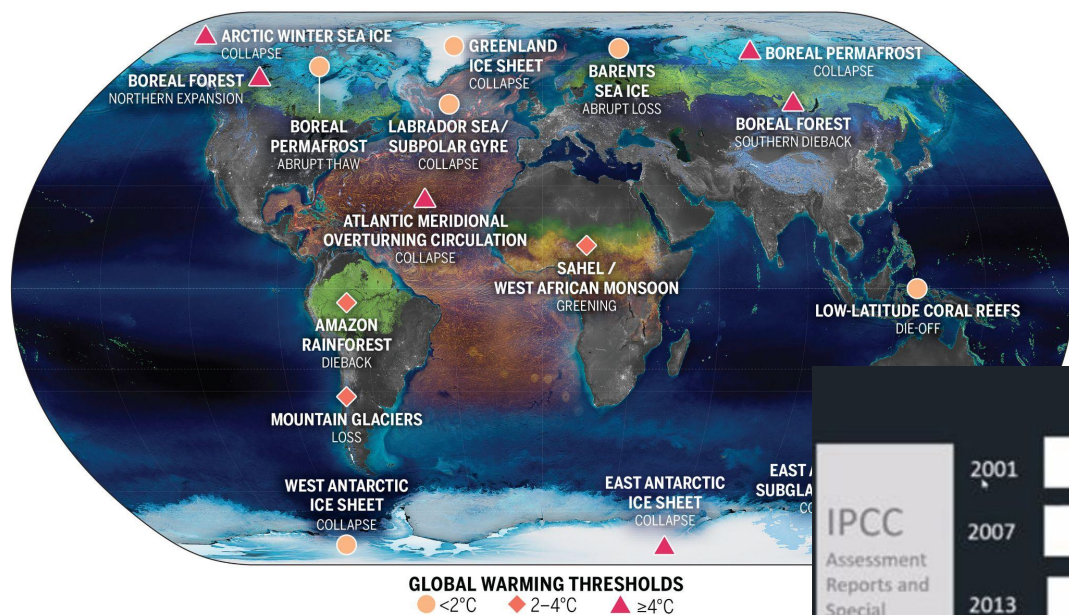 ARCTIC WINTER SEA ICE
COLLAPSE
BOREAL FOREST
NORTHERN EXPANSION
BOREAL
PERMAFROST
ABRUPT THAW
GREENLAND
ICE SHEET
COLLAPSE
LABRADOR SEA/
SUBPOLAR GYRE
COLLAPSE
BARENTS
SEA ICE
ABRUPT LOSS
BOREAL PERMAFROST
COLLAPSE
BOREAL FOREST
SOUTHERN DIEBACK
ATLANTIC MERIDIONAL
OVERTURNING CIRCULATION
COLLAPSE
SAHEL /
WEST AFRICAN MONSOON
GREENING
LOW-LATITUDE CORAL REEFS
DIE-OFF
AMAZON
RAINFOREST
DIEBACK
MOUNTAIN GLACIERS
LOSS
WEST ANTARCTIC
ICE SHEET
COLLAPSE
EAST ANTARCTIC
ICE SHEET
COLLAPSE
EAST
GLOBAL WARMING THRESHOLDS
<2°C 2–4°C ≥4°C
IPCC
Assessment
Reports and
Special
2001
2007
2013